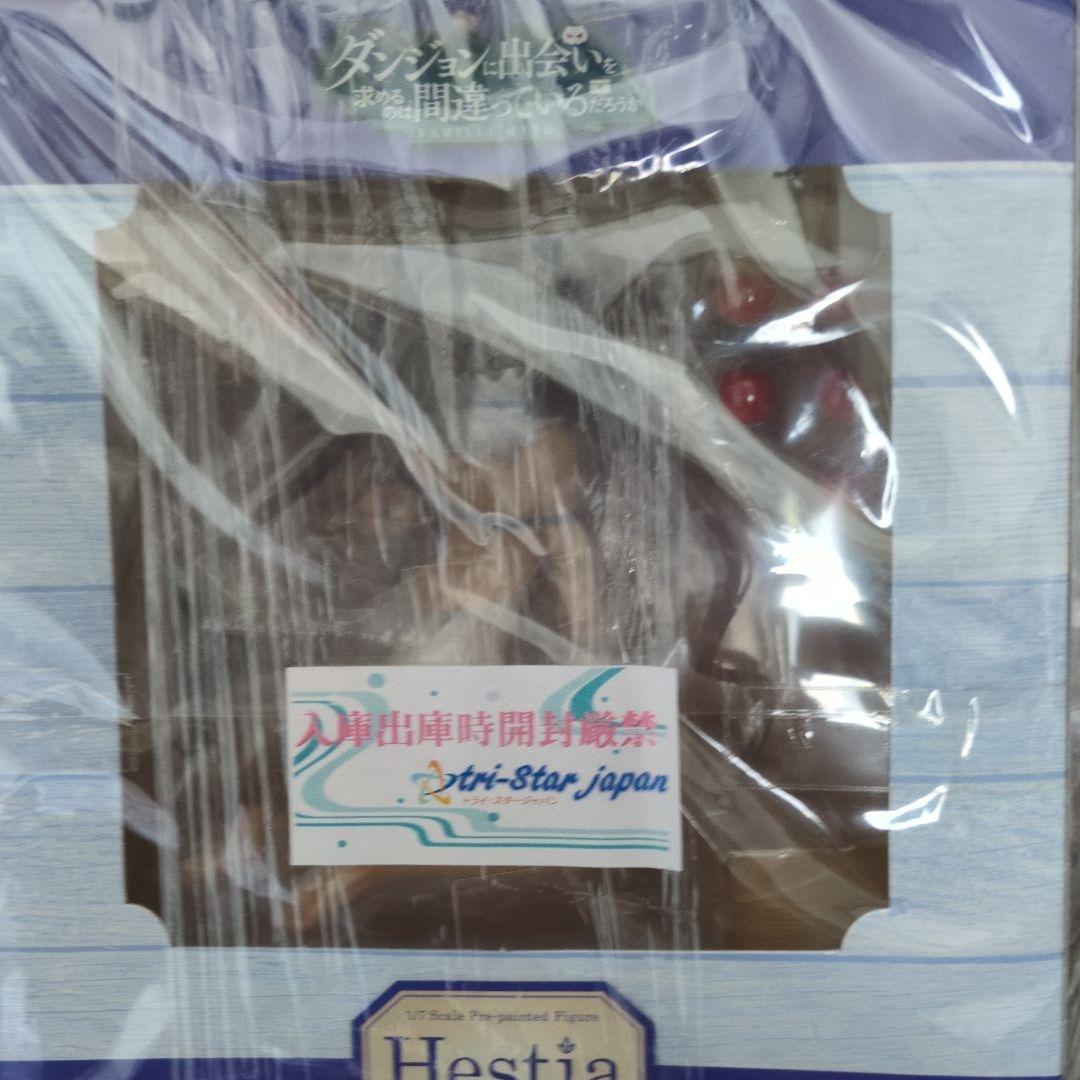 ダンジョンに出会いを
求めるのは間違っているだろうか
FAMILIA MYTH
入庫出庫時開封厳禁
tri-Star japan
トライ・スタージャパン
1/7 Scale Pre-painted Figure
Hestia